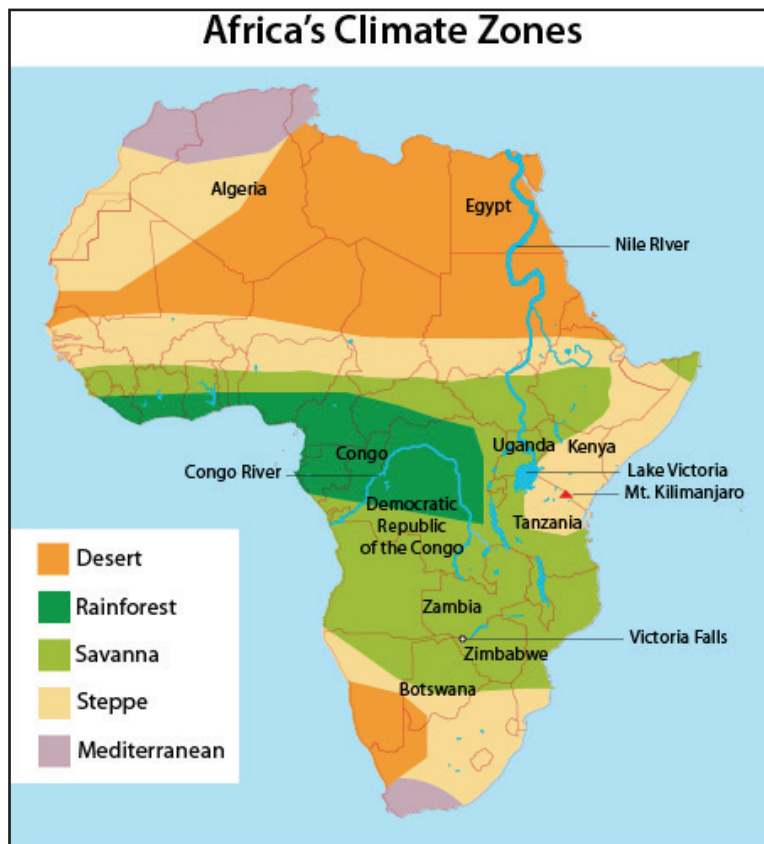 Africa's Climate Zones
Algeria
Egypt
Nile RIver
Congo
Uganda
Kenya
Congo River
Lake Victoria
Mt. Kilimanjaro
Democratic
Republic
of the Congo
Tanzania
Zambia
Victoria Falls
Zimbabwe
Botswana
Desert
Rainforest
Savanna
Steppe
Mediterranean